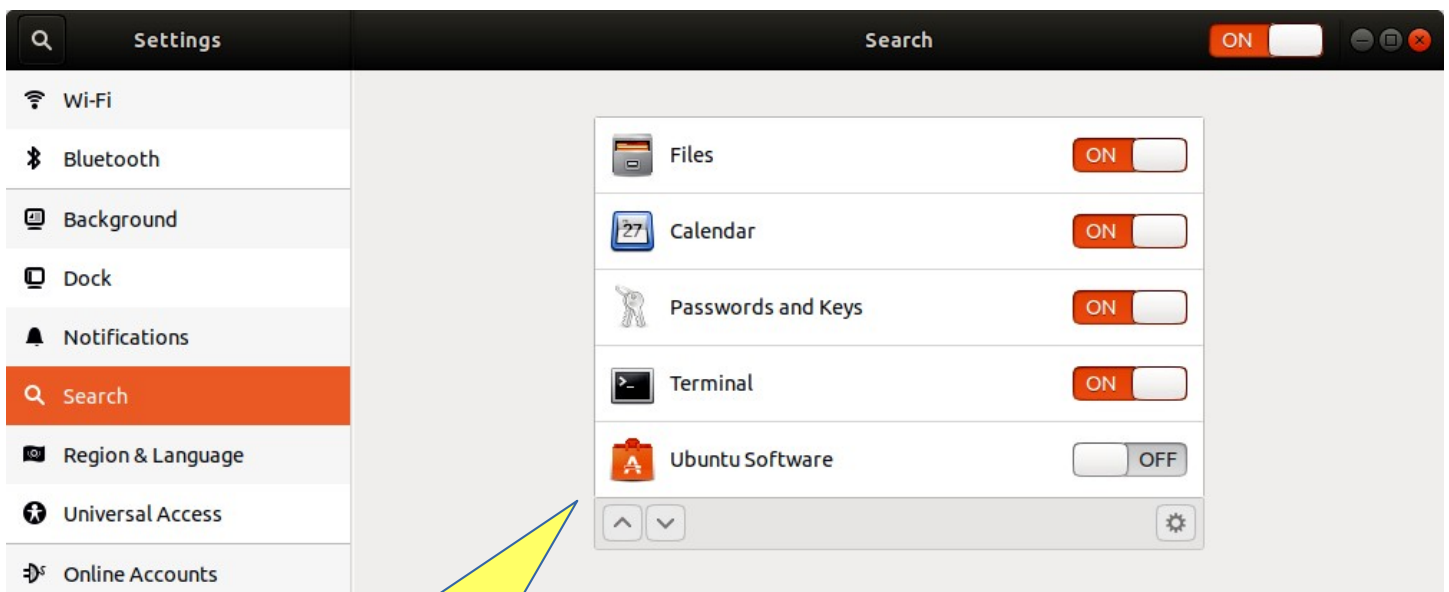 Settings
Search
ON
Wi-Fi
Bluetooth
Background
Dock
Notifications
Search
Region & Language
Universal Access
Online Accounts
Files
ON
27
Calendar
ON
Passwords and Keys
ON
Terminal
ON
Ubuntu Software
OFF